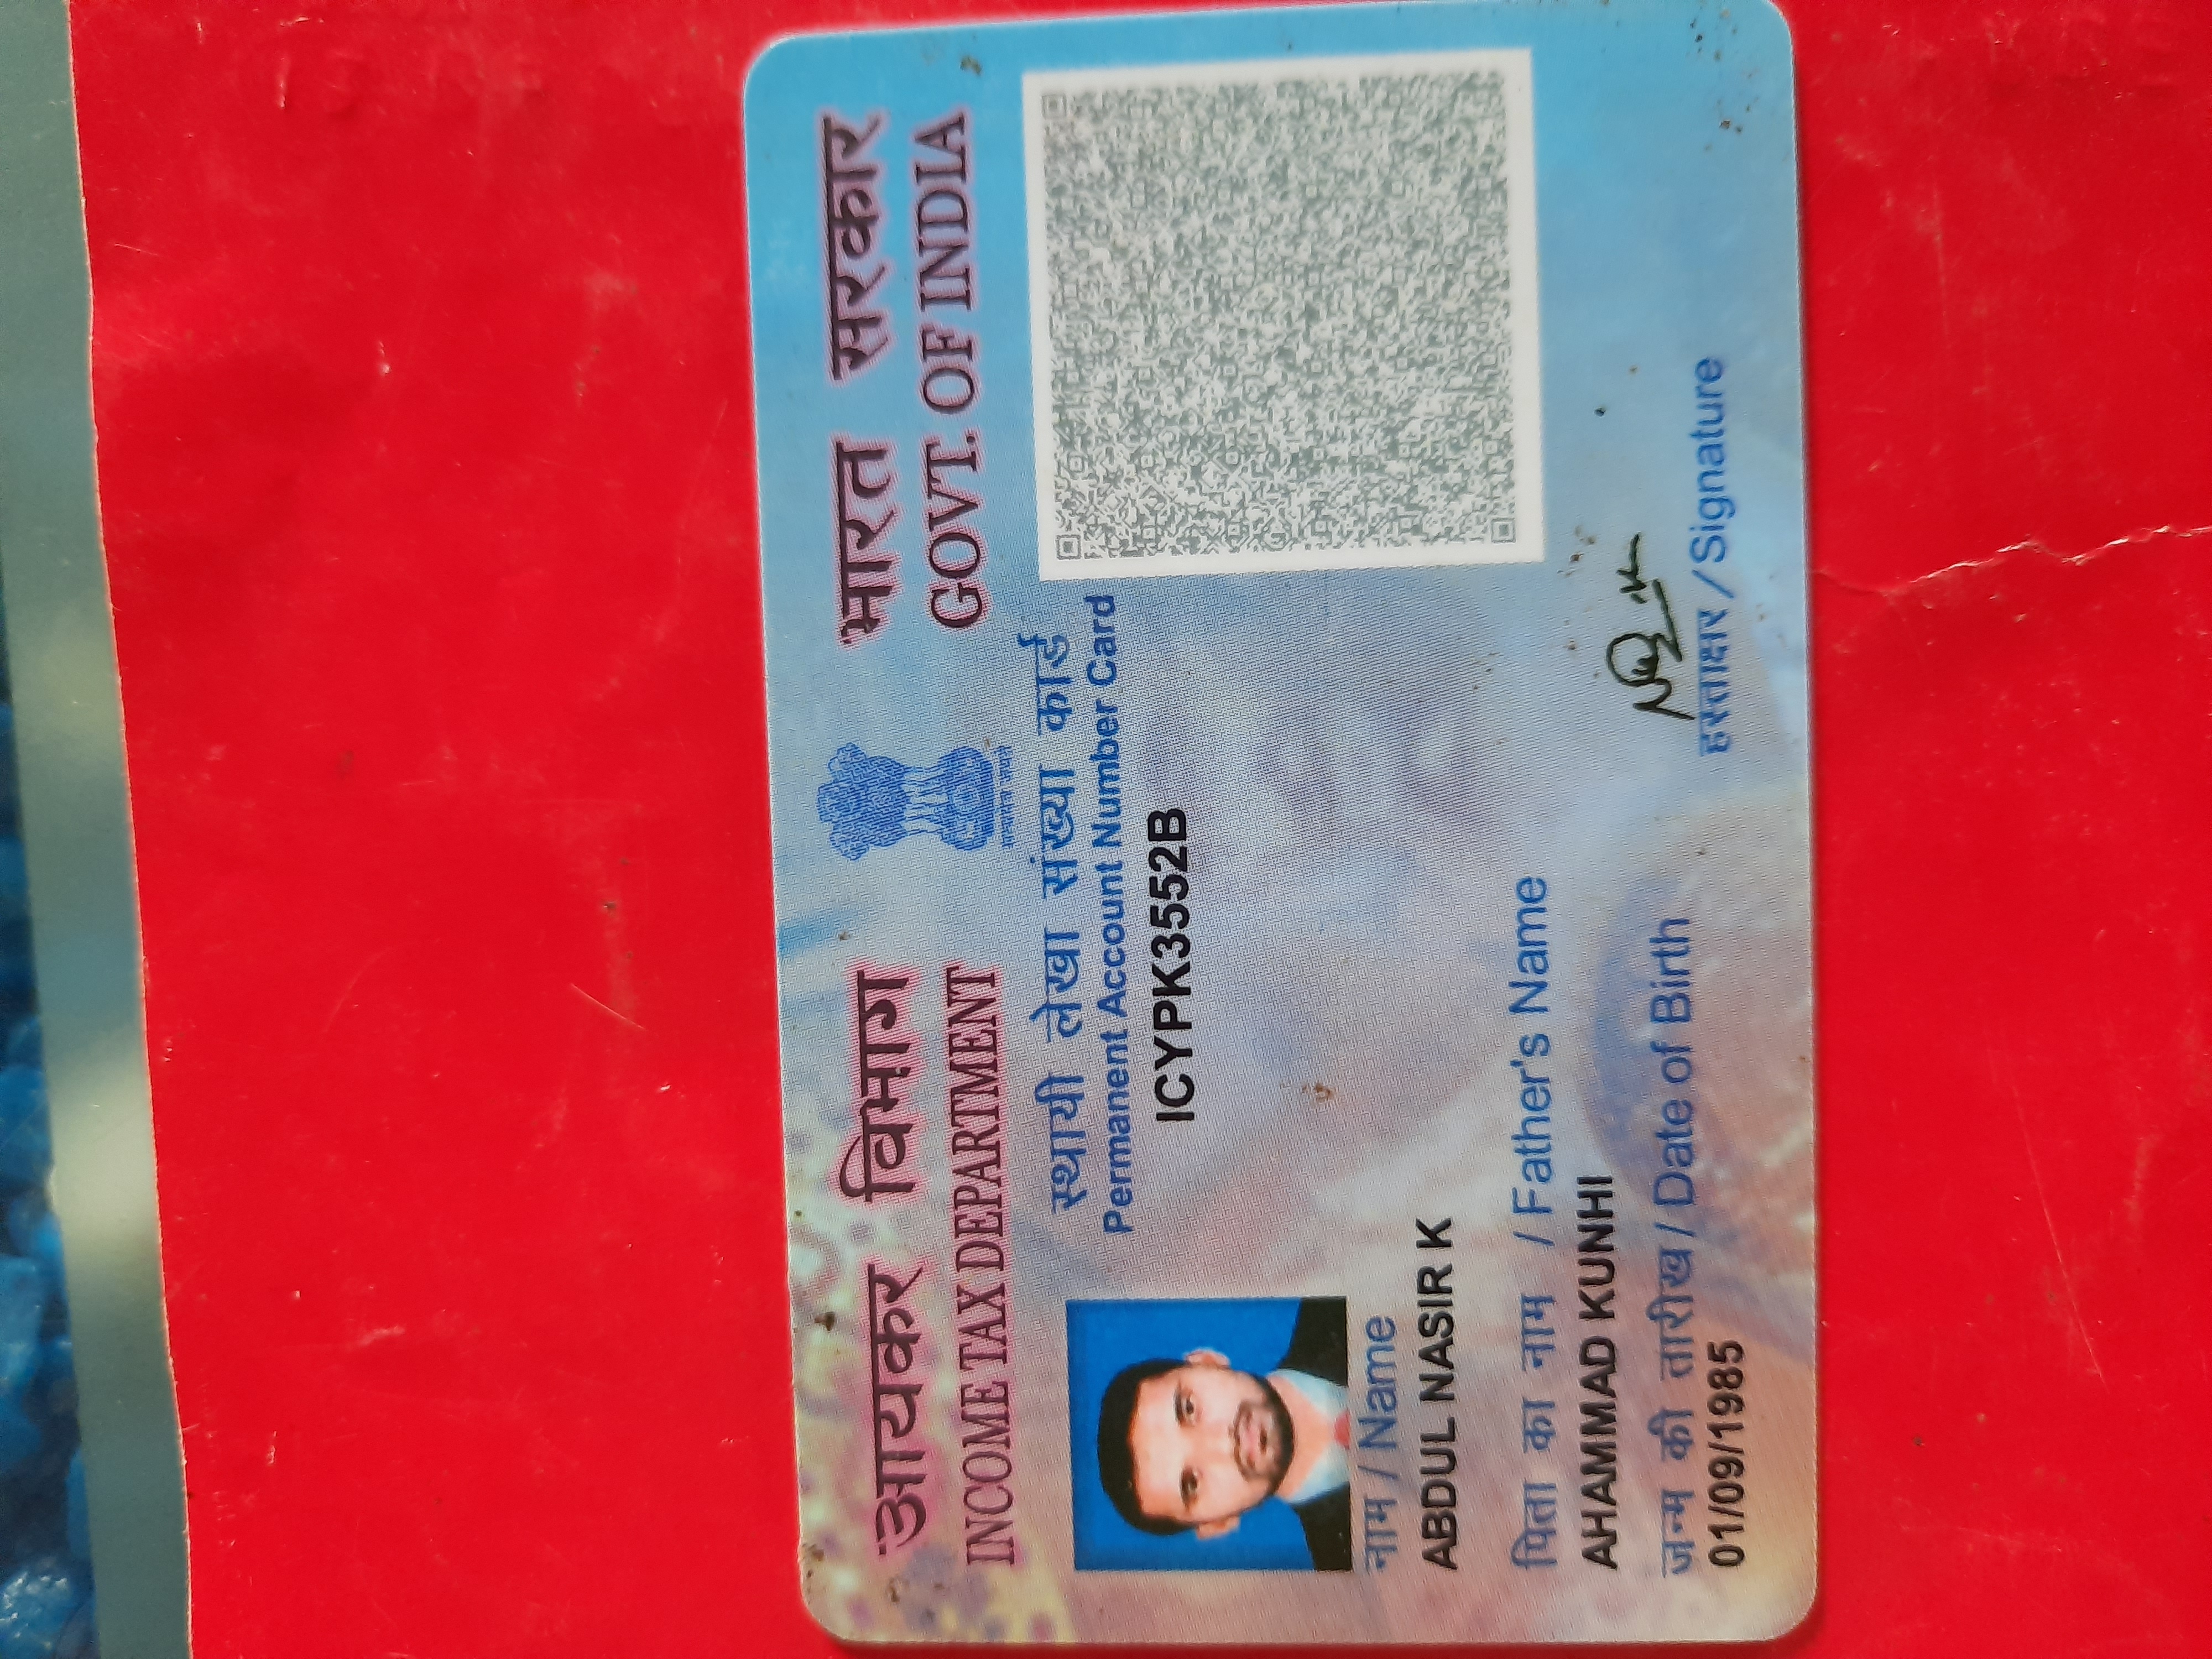 आयकर विभाग
INCOME TAX DEPARTMENT
भारत सरकार
GOVT. OF INDIA
सत्यमेव जयते
स्थायी लेखा संख्या कार्ड
Permanent Account Number Card
ICYPK3552B
नाम / Name
ABDUL NASIR K
पिता का नाम / Father's Name
AHAMMAD KUNHI
जन्म की तारीख / Date of Birth
01/09/1985
हस्ताक्षर / Signature